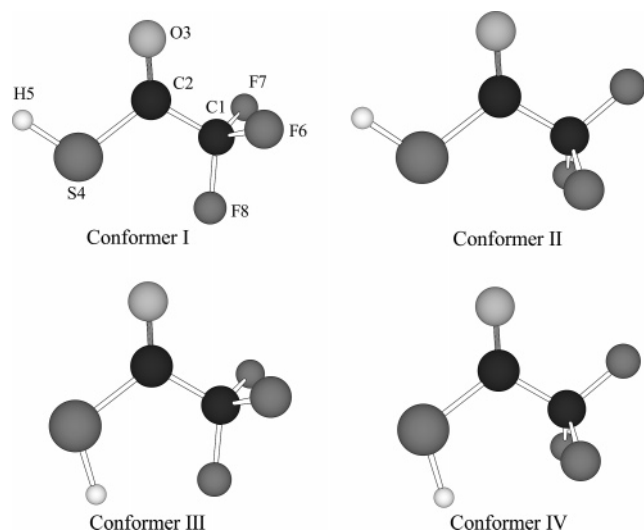 O3
H5
C2
F7
C1
F6
S4
F8
Conformer I
Conformer II
Conformer III
Conformer IV